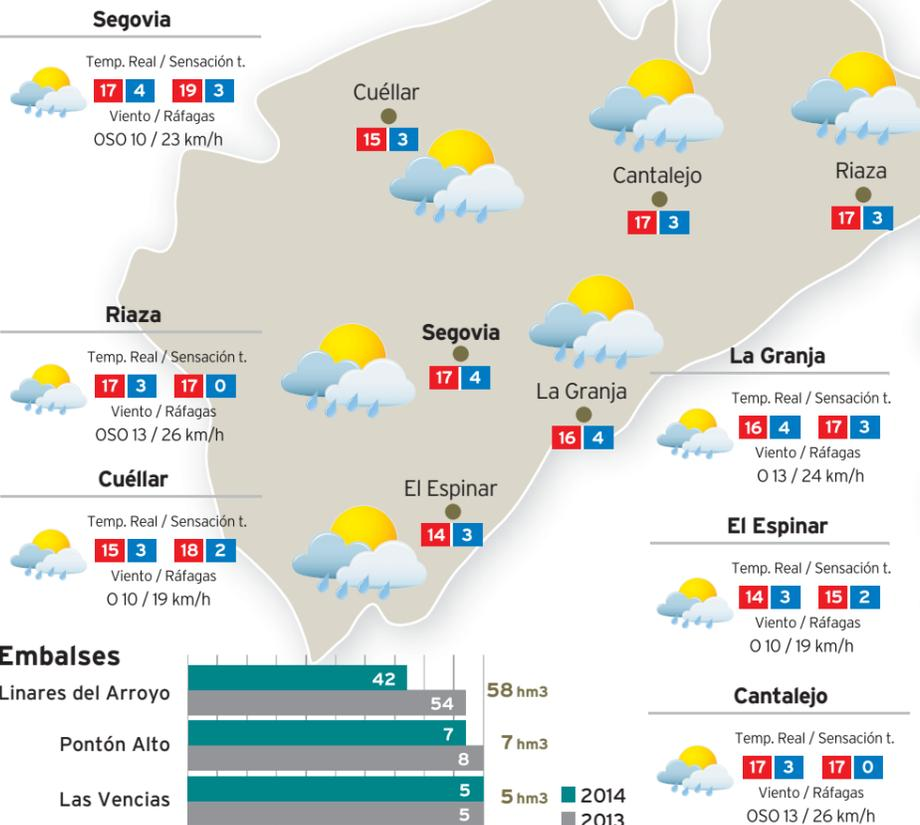 Segovia
Temp. Real / Sensación t.
17 4 19 3
Viento / Ráfagas
OSO 10 / 23 km/h
Cuéllar
15 3
Cantalejo
17 3
Riaza
17 3
Riaza
Temp. Real / Sensación t.
17 3 17 0
Viento / Ráfagas
OSO 13 / 26 km/h
Segovia
17 4
La Granja
16 4
La Granja
Temp. Real / Sensación t.
16 4 17 3
Viento / Ráfagas
O 13 / 24 km/h
Cuéllar
Temp. Real / Sensación t.
15 3 18 2
Viento / Ráfagas
O 10 / 19 km/h
El Espinar
14 3
El Espinar
Temp. Real / Sensación t.
14 3 15 2
Viento / Ráfagas
O 10 / 19 km/h
Embalses
Linares del Arroyo
42
54
58 hm3
Pontón Alto
7
8
7 hm3
Las Vencias
5
5
5 hm3
2014
2013
Cantalejo
Temp. Real / Sensación t.
17 3 17 0
Viento / Ráfagas
OSO 13 / 26 km/h